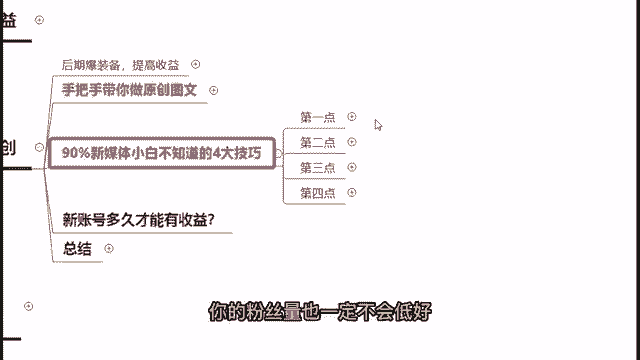 益
后期爆装备，提高收益
手把手带你做原创图文
创
90%新媒体小白不知道的4大技巧
第一点
第二点
第三点
第四点
新账号多久才能有收益？
总结
你的粉丝量也一定不会低好